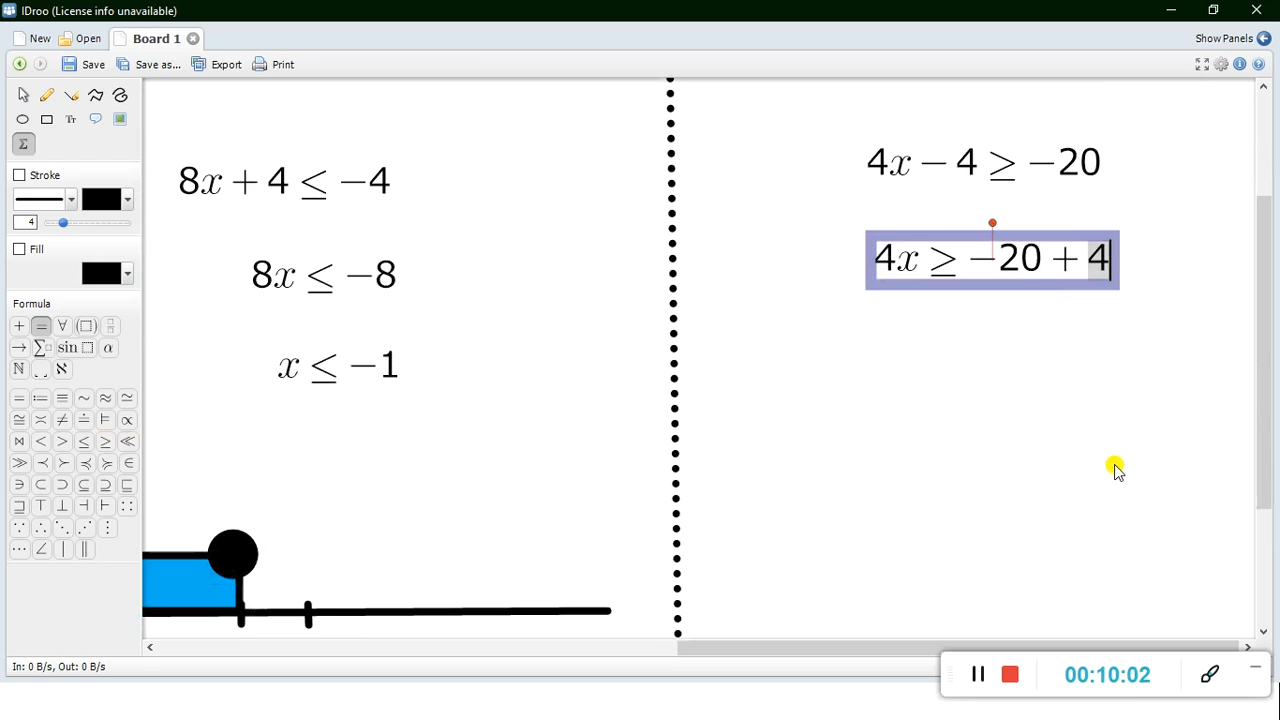 IDroo (License info unavailable)
New Open Board 1 Show Panels
Save Save as... Export Print
8x + 4 ≤ −4
8x ≤ −8
x ≤ −1
4x − 4 ≥ −20
4x ≥ −20 + 4
Stroke
4
Fill
Formula
+ = ∀ (□)
→ ∑ sin □ α
ℕ ℵ
= ≔ ≡ ∼ ≈ ≃
≅ ≍ ≠ ≐ ⊨ ∝
⋈ < > ≤ ≥ ≪
≫ ≺ ≻ ≼ ≽ ∈
∋ ⊂ ⊃ ⊆ ⊇ ⊑
⊒ ⊤ ⊥ ⊣ ⊢ ∷
∵ ∴ ⋱ ⋰ ⋮
⋯ ∠ ∣ ∥
In: 0 B/s, Out: 0 B/s
00:10:02